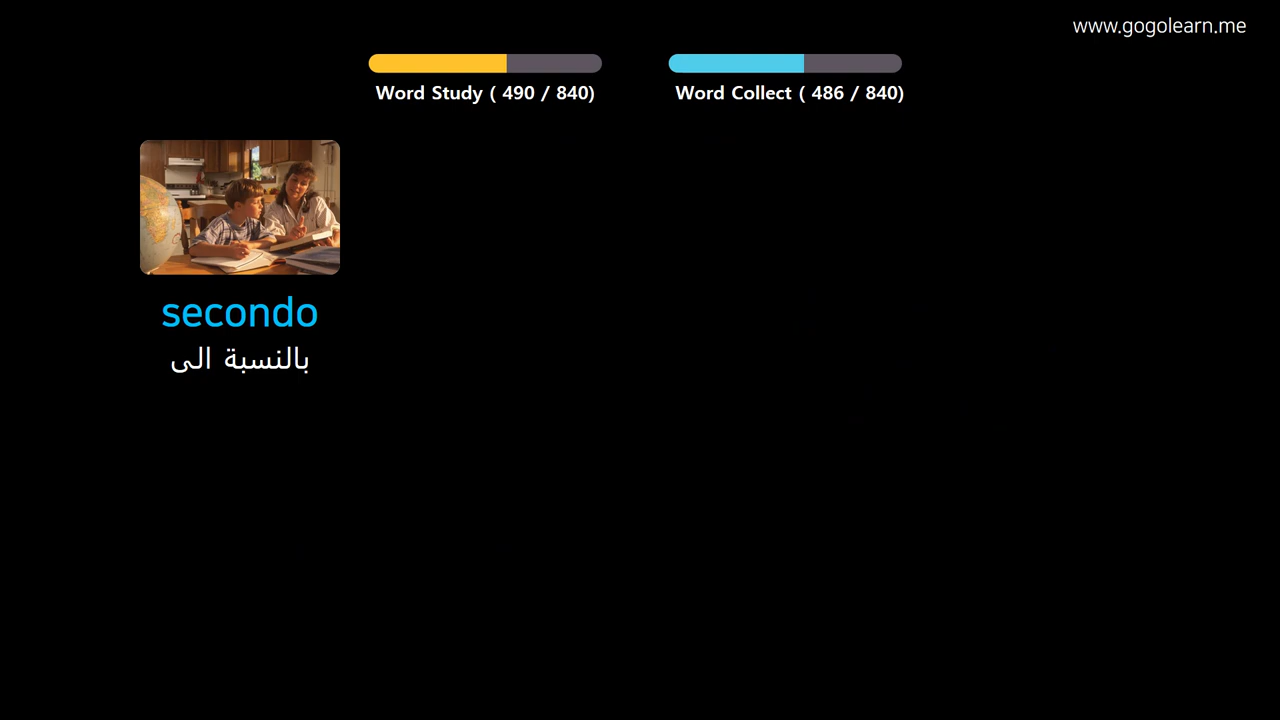 www.gogolearn.me
Word Study ( 490 / 840)
Word Collect ( 486 / 840)
secondo
بالنسبة الى